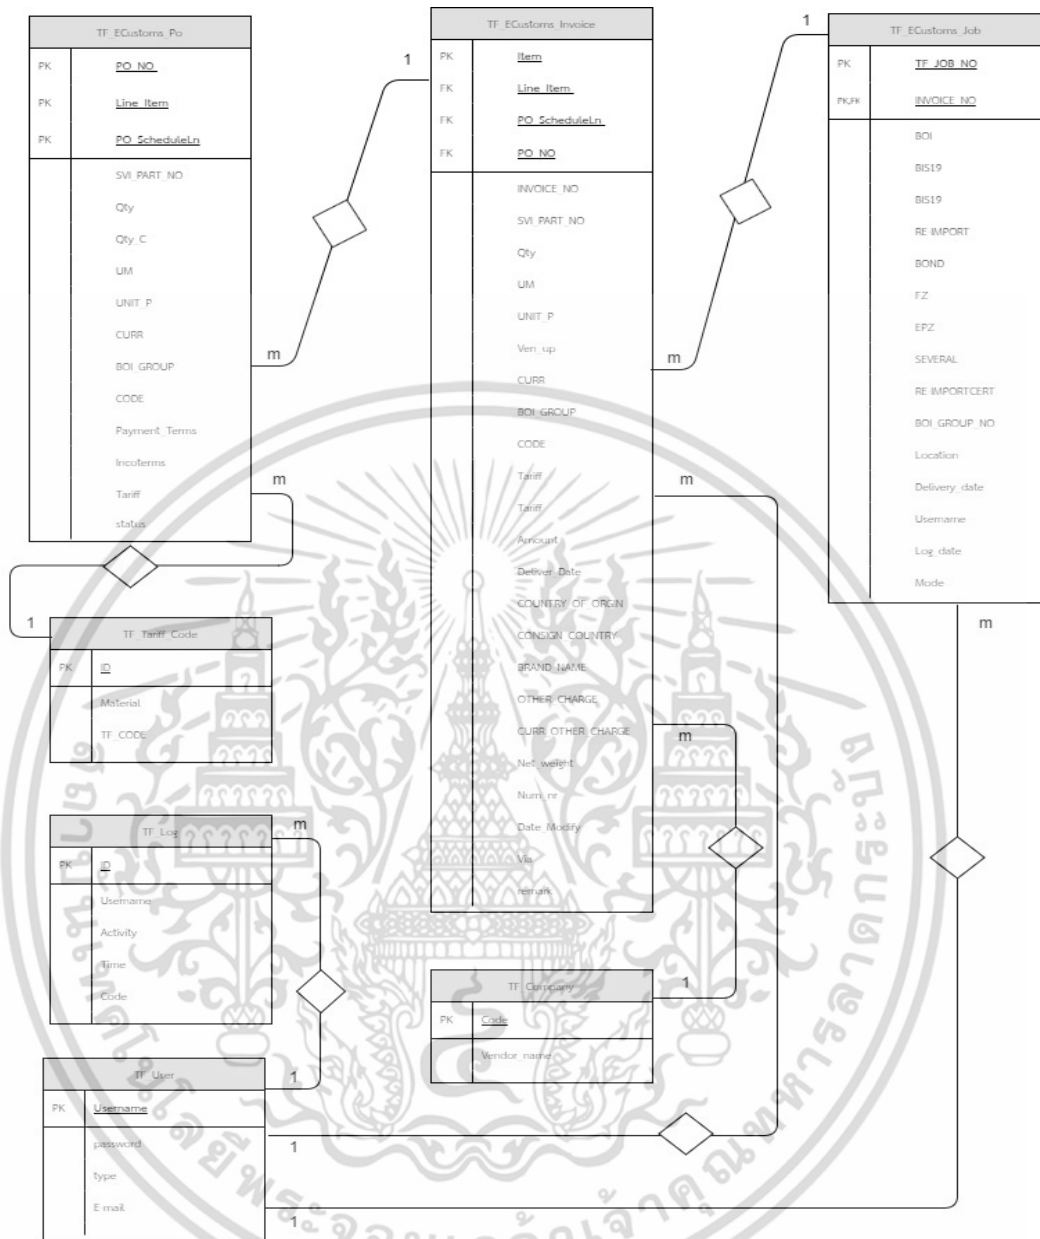 TF_ECustoms_Po
PK PO_NO
PK Line_Item
PK PO_ScheduleLn
SVI_PART_NO
Qty
Qty_C
UM
UNIT_P
CURR
BOI_GROUP
CODE
Payment_Terms
Incoterms
Tariff
status
1
m
m
1
TF_ECustoms_Invoice
PK Item
FK Line_Item
FK PO_ScheduleLn
FK PO_NO
INVOICE_NO
SVI_PART_NO
Qty
UM
UNIT_P
Ven_up
CURR
BOI_GROUP
CODE
Tariff
Tariff
Amount
Deliver_Date
COUNTRY_OF_ORGIN
CONSIGN_COUNTRY
BRAND_NAME
OTHER_CHARGE
CURR_OTHER_CHARGE
Net_weight
Num_nr
Date_Modify
Via
remark
1
m
m
m
TF_ECustoms_Job
PK TF_JOB_NO
PK,FK INVOICE_NO
BOI
BIS19
BIS19
RE-IMPORT
BOND
FZ
EPZ
SEVERAL
RE-IMPORTCERT
BOI_GROUP_NO
Location
Delivery_date
Username
Log_date
Mode
m
TF_Tariff_Code
PK ID
Material
TF_CODE
TF_Log
PK ID
Username
Activity
Time
Code
m
1
TF_Company
PK Code
Vendor_name
1
TF_User
PK Username
password
type
E-mail
1
1